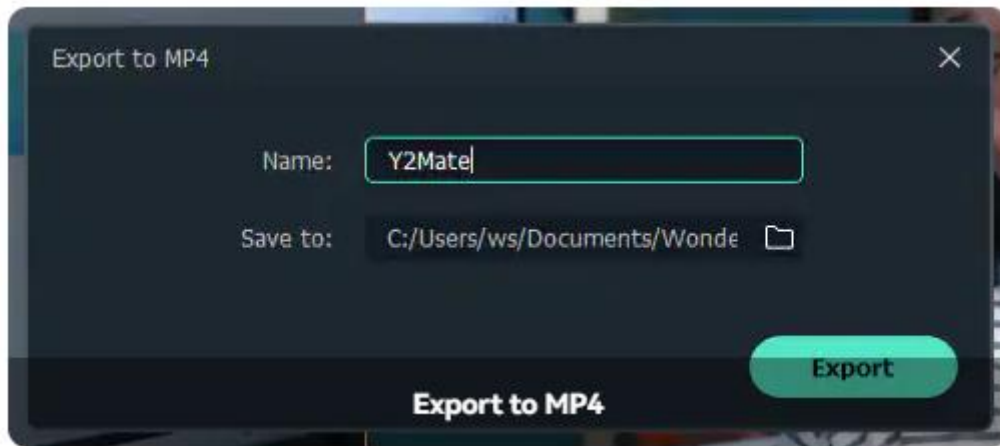 Export to MP4
Name: Y2Mate
Save to: C:/Users/ws/Documents/Wonde
Export
Export to MP4